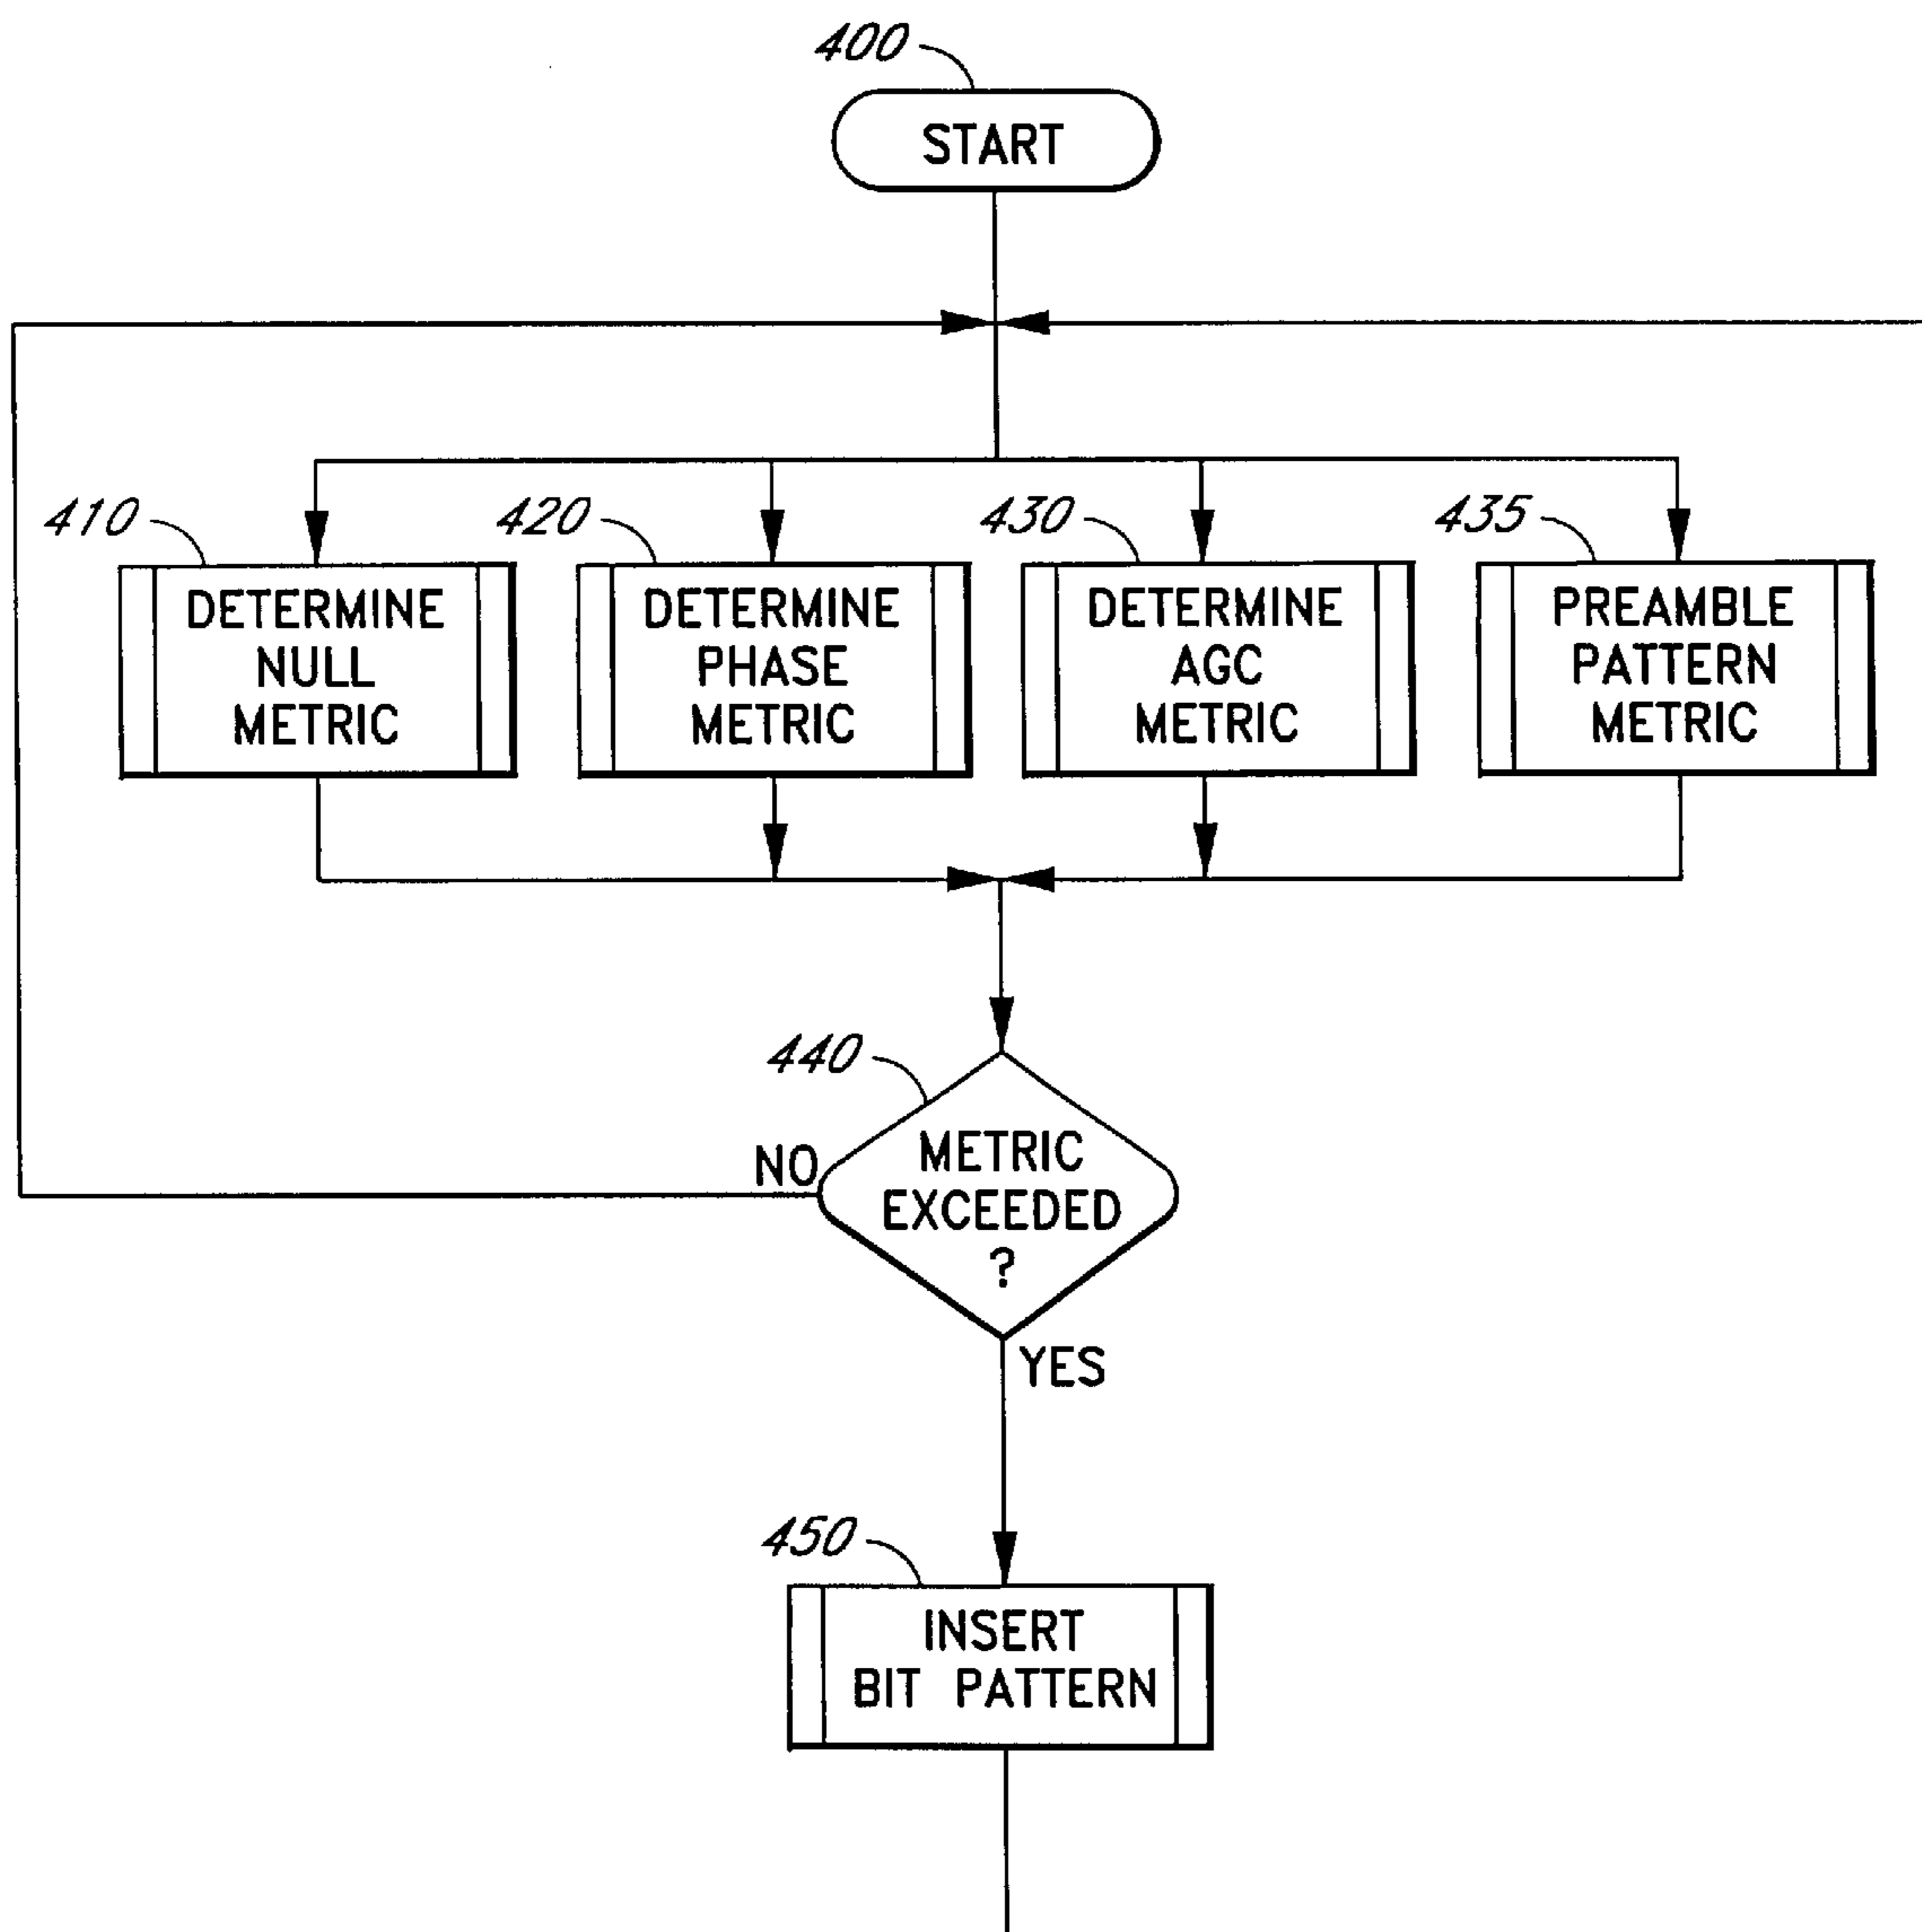 400
START
410
DETERMINE
NULL
METRIC
420
DETERMINE
PHASE
METRIC
430
DETERMINE
AGC
METRIC
435
PREAMBLE
PATTERN
METRIC
440
METRIC
EXCEEDED
?
NO
YES
450
INSERT
BIT PATTERN